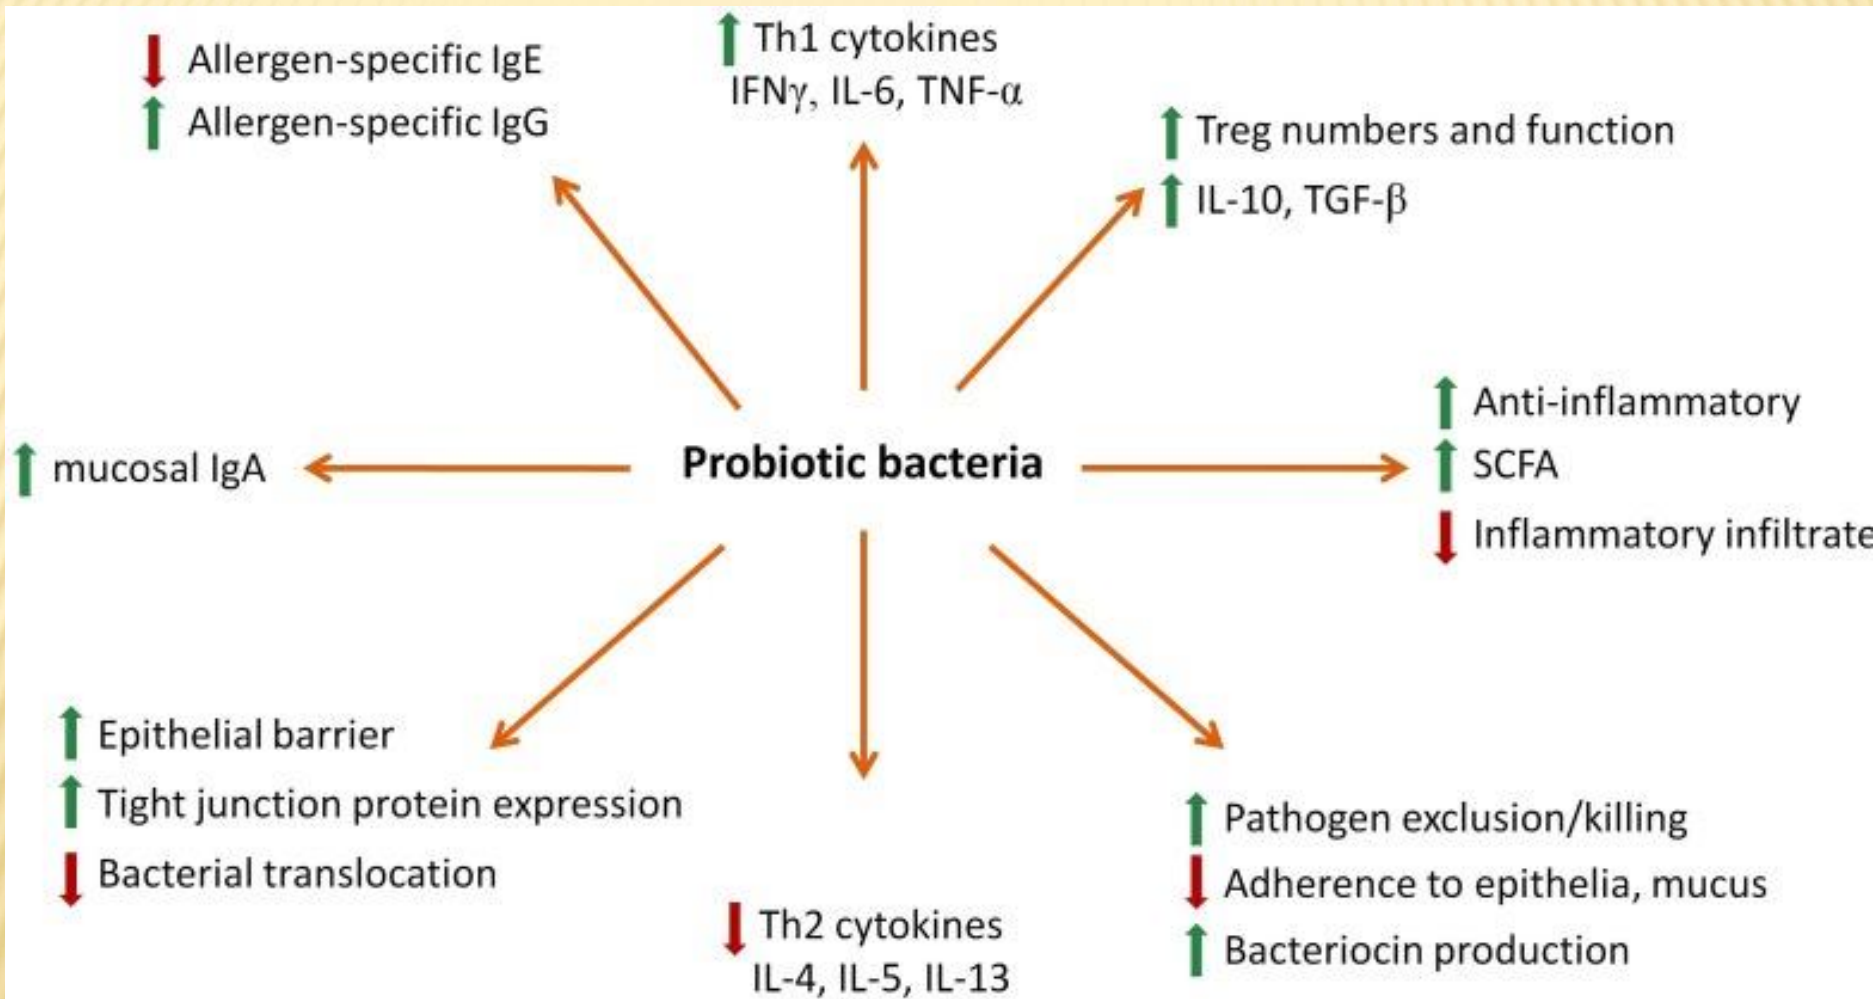 Allergen-specific IgE
Allergen-specific IgG
Th1 cytokines
IFNγ, IL-6, TNF-α
Treg numbers and function
IL-10, TGF-β
mucosal IgA
Probiotic bacteria
Anti-inflammatory
SCFA
Inflammatory infiltrate
Epithelial barrier
Tight junction protein expression
Bacterial translocation
Th2 cytokines
IL-4, IL-5, IL-13
Pathogen exclusion/killing
Adherence to epithelia, mucus
Bacteriocin production